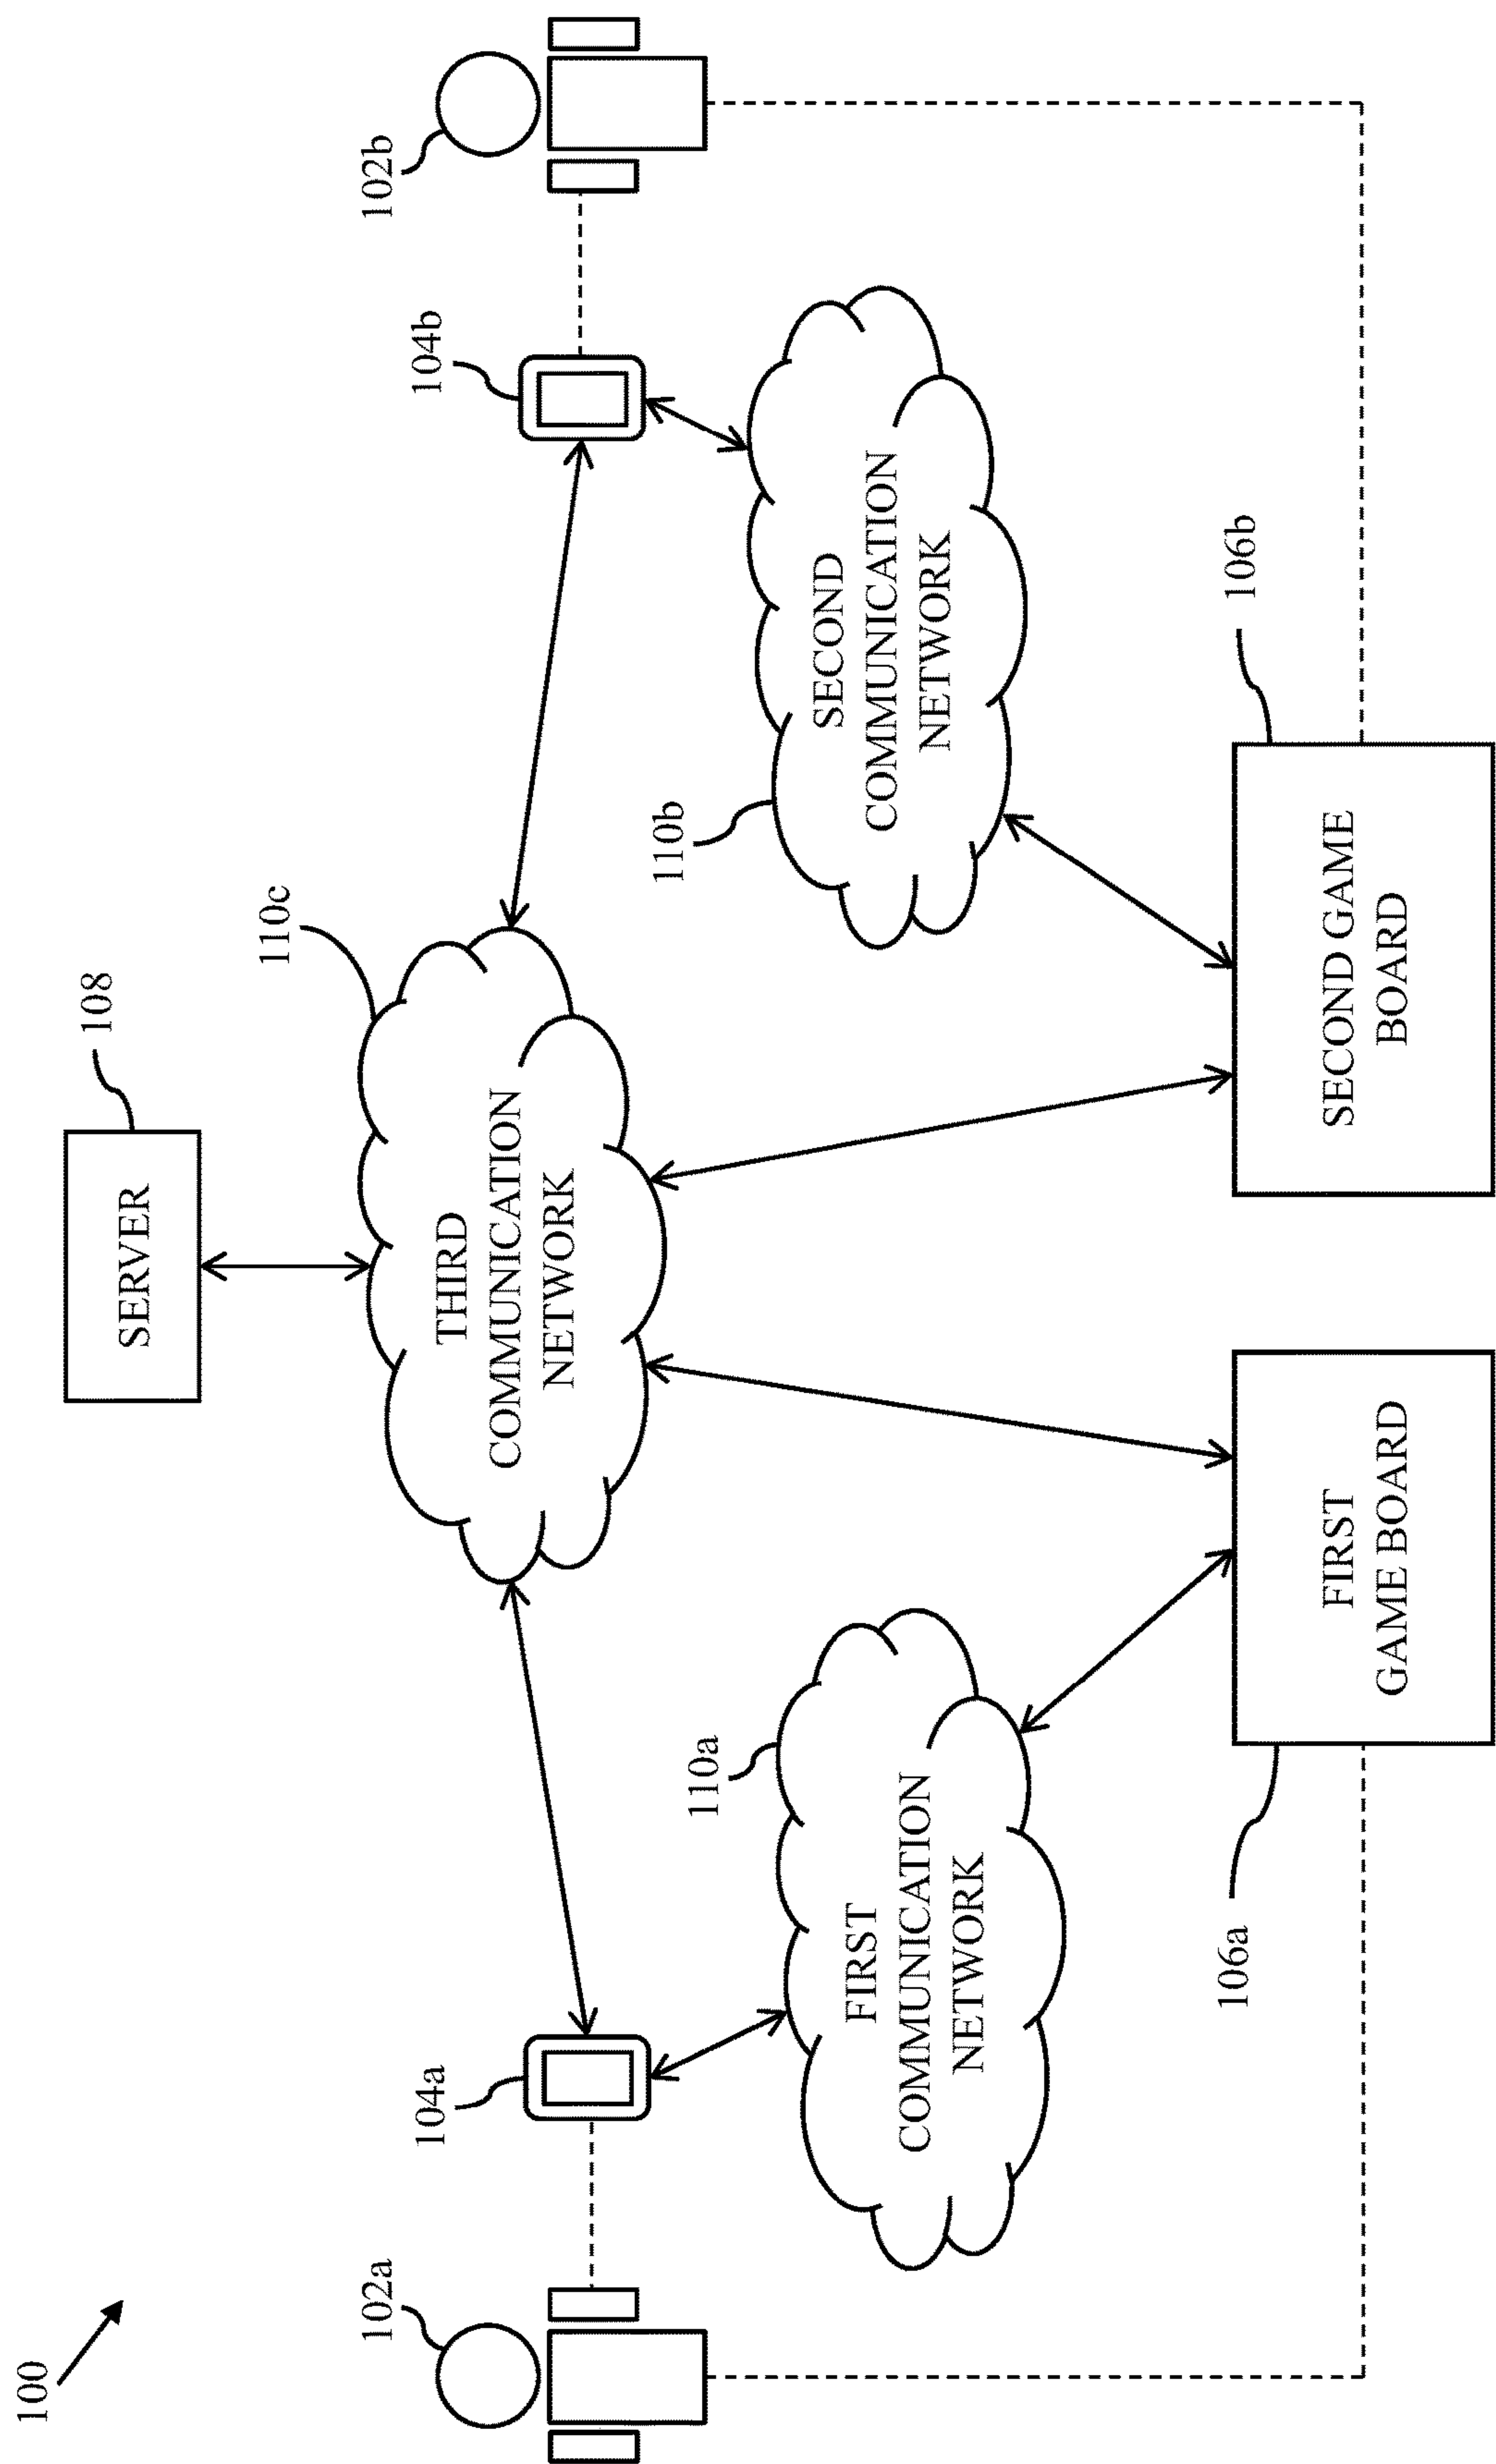 100
SERVER
108
102a
104a
THIRD
COMMUNICATION
NETWORK
110c
104b
102b
110a
FIRST
COMMUNICATION
NETWORK
110b
SECOND
COMMUNICATION
NETWORK
106a
FIRST
GAME BOARD
SECOND GAME
BOARD
106b